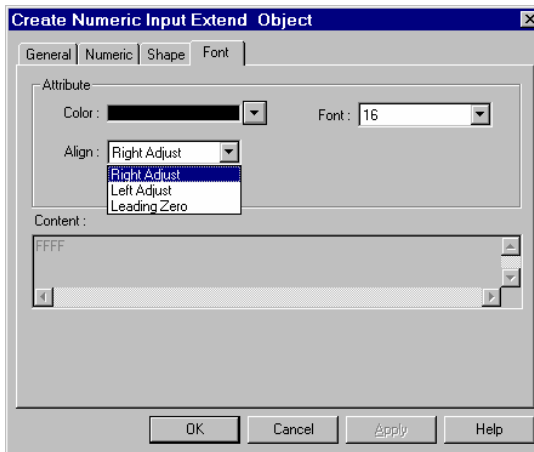 Create Numeric Input Extend Object
General Numeric Shape Font
Attribute
Color : Font : 16
Align : Right Adjust
Right Adjust
Left Adjust
Leading Zero
Content :
FFFF
OK Cancel Apply Help